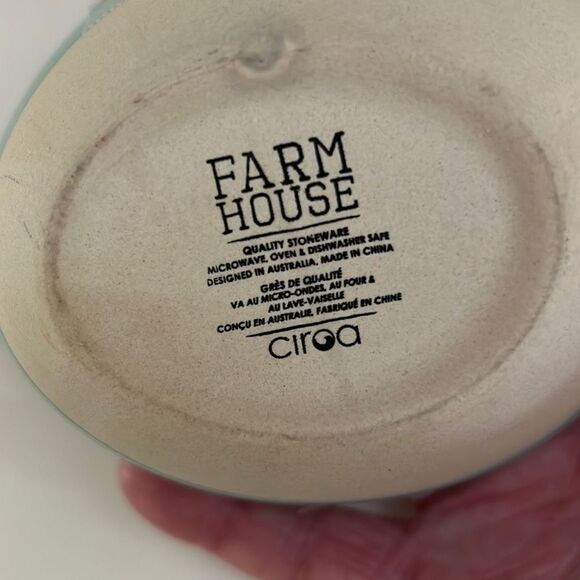 FARM
HOUSE
QUALITY STONEWARE
MICROWAVE, OVEN & DISHWASHER SAFE
DESIGNED IN AUSTRALIA, MADE IN CHINA
GRÈS DE QUALITÉ
VA AU MICRO-ONDES, AU FOUR &
AU LAVE-VAISELLE
CONÇU EN AUSTRALIE, FABRIQUÉ EN CHINE
ciroa